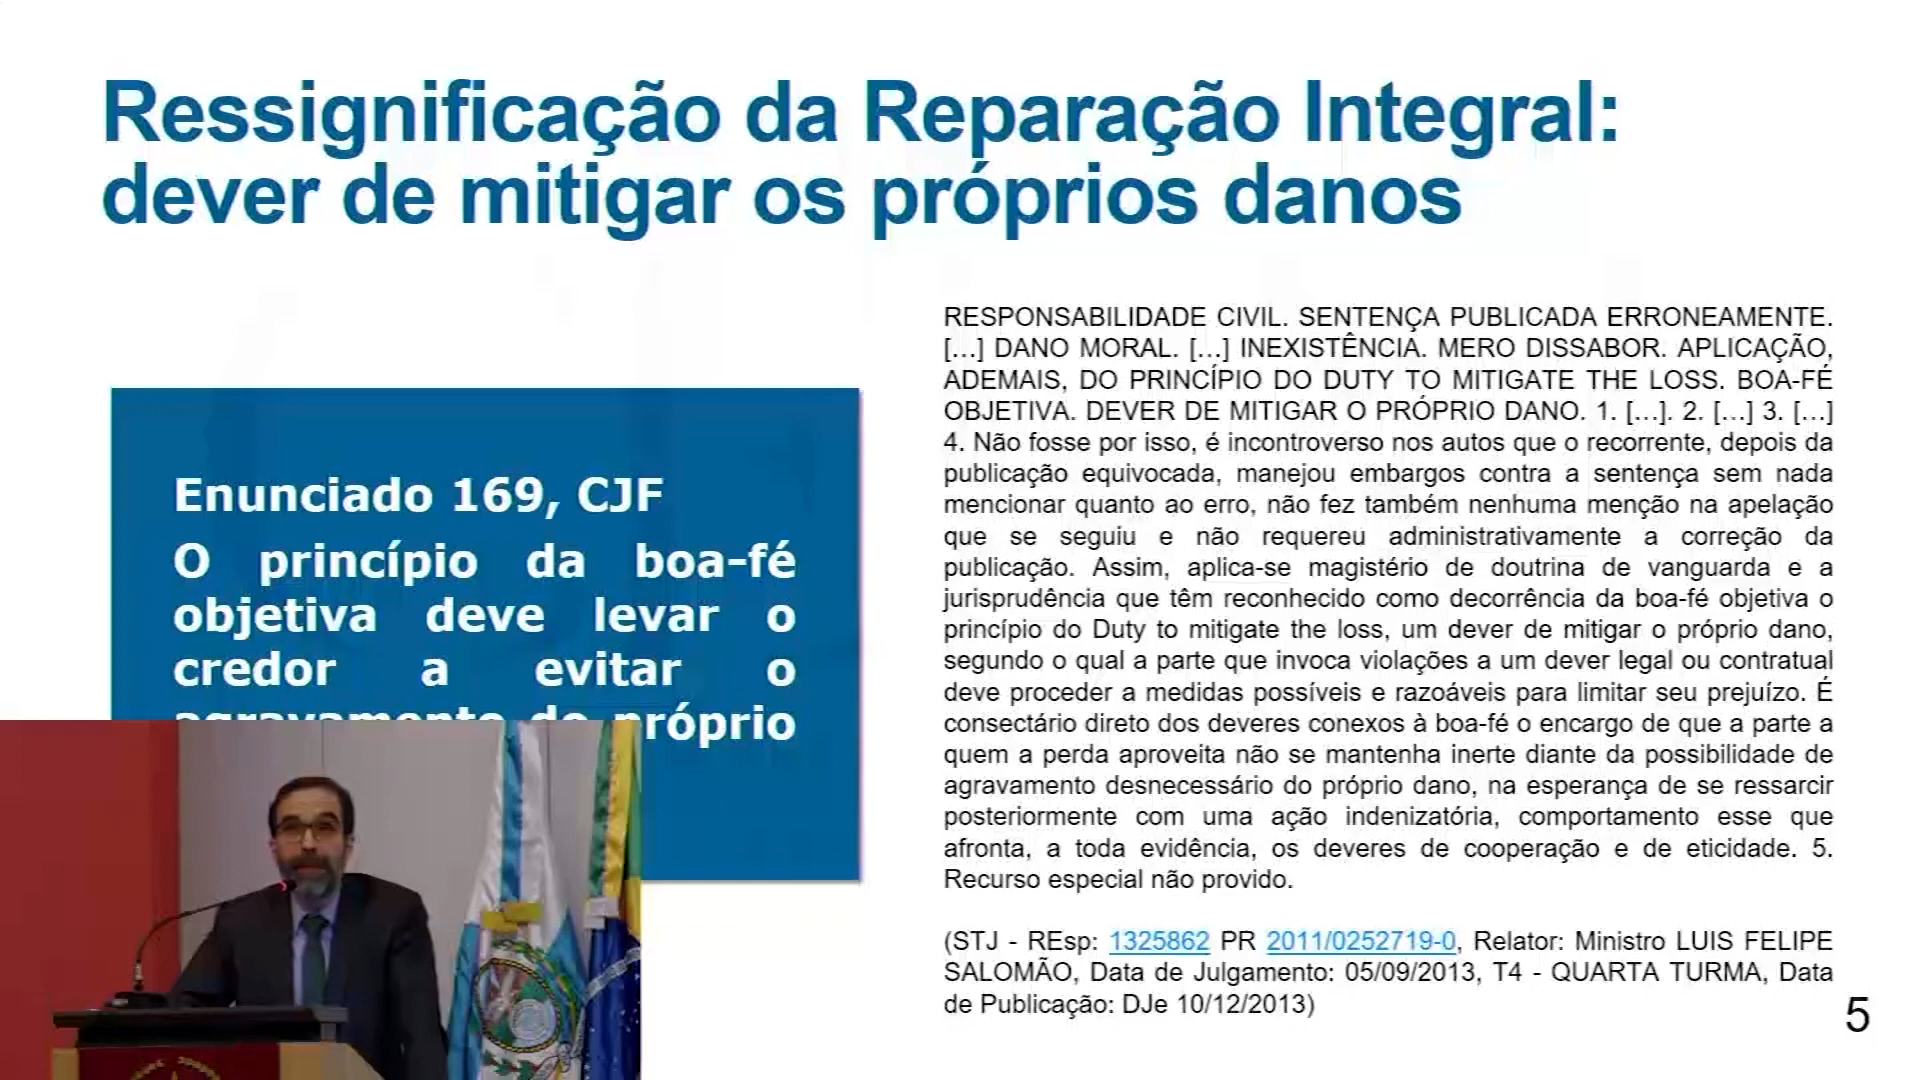 Ressignificação da Reparação Integral:
dever de mitigar os próprios danos
Enunciado 169, CJF
O princípio da boa-fé
objetiva deve levar o
credor a evitar o
agravamento do próprio
RESPONSABILIDADE CIVIL. SENTENÇA PUBLICADA ERRONEAMENTE.
[...] DANO MORAL. [...] INEXISTÊNCIA. MERO DISSABOR. APLICAÇÃO,
ADEMAIS, DO PRINCÍPIO DO DUTY TO MITIGATE THE LOSS. BOA-FÉ
OBJETIVA. DEVER DE MITIGAR O PRÓPRIO DANO. 1. [...]. 2. [...] 3. [...]
4. Não fosse por isso, é incontroverso nos autos que o recorrente, depois da
publicação equivocada, manejou embargos contra a sentença sem nada
mencionar quanto ao erro, não fez também nenhuma menção na apelação
que se seguiu e não requereu administrativamente a correção da
publicação. Assim, aplica-se magistério de doutrina de vanguarda e a
jurisprudência que têm reconhecido como decorrência da boa-fé objetiva o
princípio do Duty to mitigate the loss, um dever de mitigar o próprio dano,
segundo o qual a parte que invoca violações a um dever legal ou contratual
deve proceder a medidas possíveis e razoáveis para limitar seu prejuízo. É
consectário direto dos deveres conexos à boa-fé o encargo de que a parte a
quem a perda aproveita não se mantenha inerte diante da possibilidade de
agravamento desnecessário do próprio dano, na esperança de se ressarcir
posteriormente com uma ação indenizatória, comportamento esse que
afronta, a toda evidência, os deveres de cooperação e de eticidade. 5.
Recurso especial não provido.
(STJ - REsp: 1325862 PR 2011/0252719-0, Relator: Ministro LUIS FELIPE
SALOMÃO, Data de Julgamento: 05/09/2013, T4 - QUARTA TURMA, Data
de Publicação: DJe 10/12/2013)
5